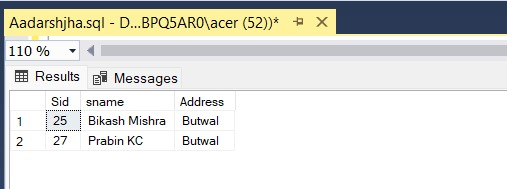 Aadarshjha.sql - D...BPQ5AR0\acer (52))*
110 %
Results Messages
Sid sname Address
1 25 Bikash Mishra Butwal
2 27 Prabin KC Butwal